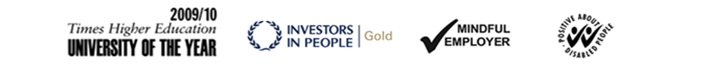 2009/10
Times Higher Education
UNIVERSITY OF THE YEAR
INVESTORS
IN PEOPLE
Gold
MINDFUL
EMPLOYER
POSITIVE ABOUT
DISABLED PEOPLE